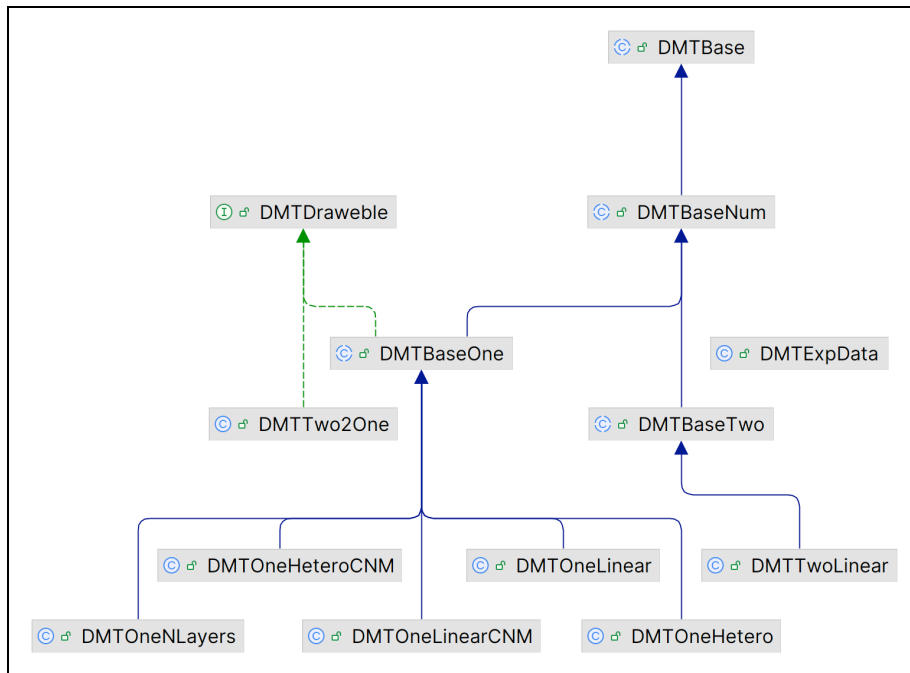 DMTBase
DMTDraweble
DMTBaseNum
DMTBaseOne
DMTExpData
DMTTwo2One
DMTBaseTwo
DMTOneHeteroCNM
DMTOneLinear
DMTTwoLinear
DMTOneNLayers
DMTOneLinearCNM
DMTOneHetero